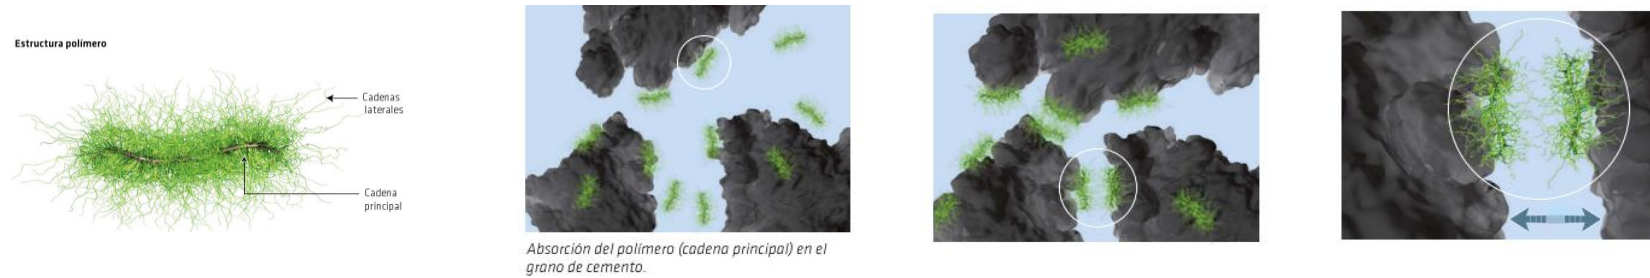 Estructura polímero
Cadenas
laterales
Cadena
principal
Absorción del polímero (cadena principal) en el
grano de cemento.